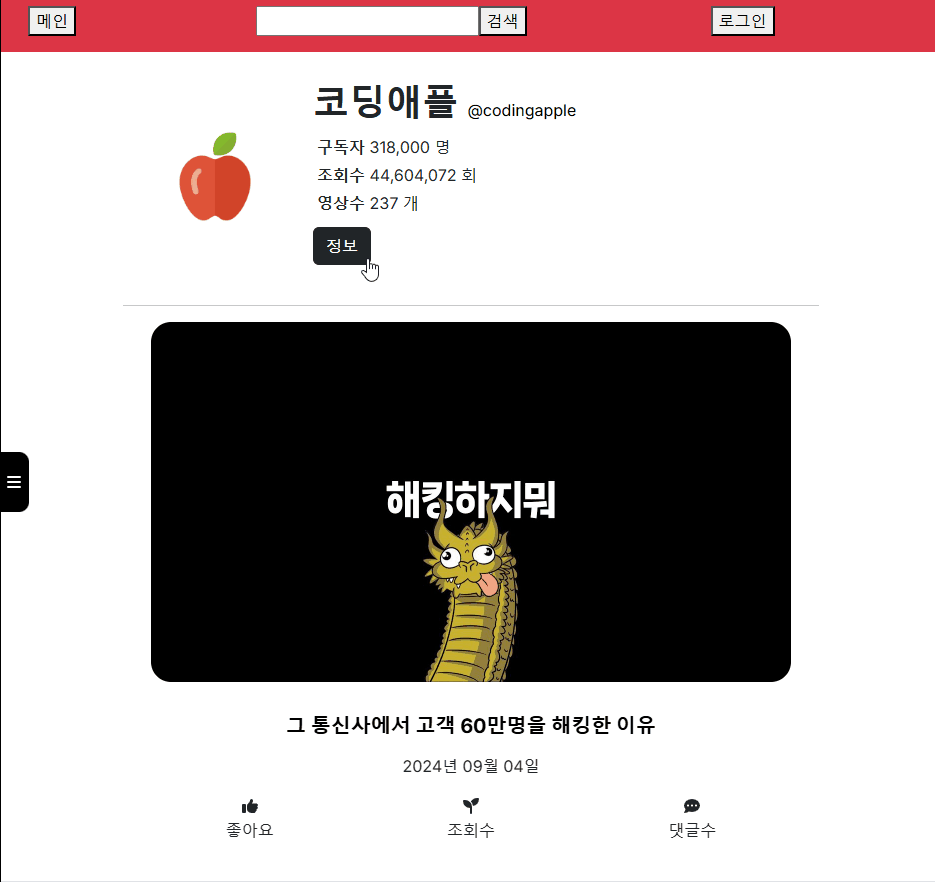 메인 검색 로그인
코딩애플 @codingapple
구독자 318,000 명
조회수 44,604,072 회
영상수 237 개
정보
해킹하지뭐
그 통신사에서 고객 60만명을 해킹한 이유
2024년 09월 04일
좋아요 조회수 댓글수